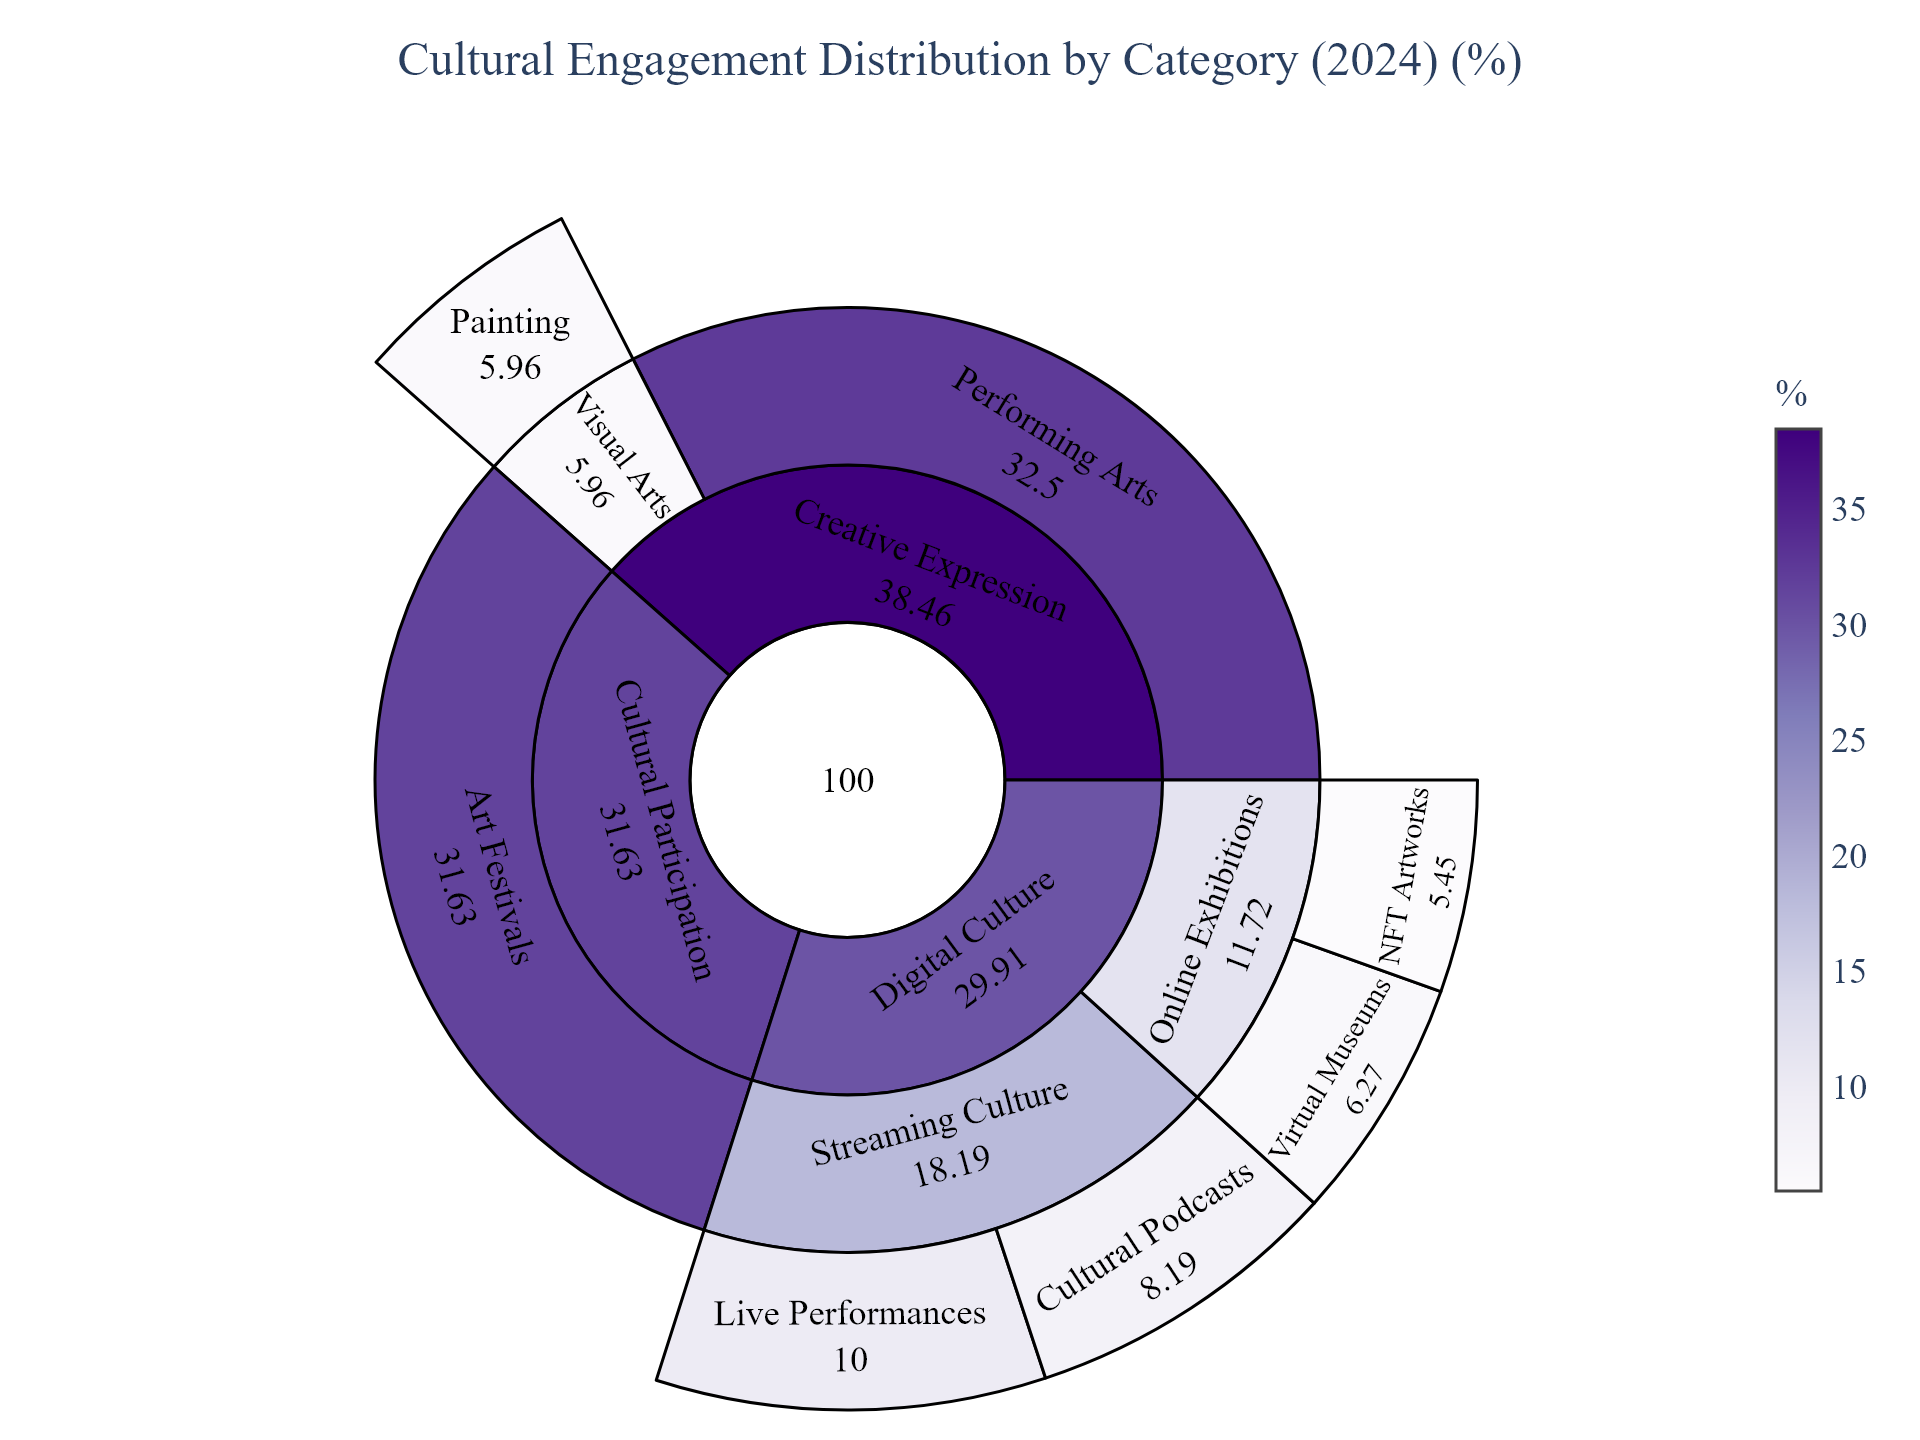 Cultural Engagement Distribution by Category (2024) (%)
Painting
5.96
Visual Arts
5.96
Performing Arts
32.5
Creative Expression
38.46
Cultural Participation
31.63
Art Festivals
31.63
100
Digital Culture
29.91
Online Exhibitions
11.72
NFT Artworks
5.45
Virtual Museums
6.27
Streaming Culture
18.19
Cultural Podcasts
8.19
Live Performances
10
%
35
30
25
20
15
10